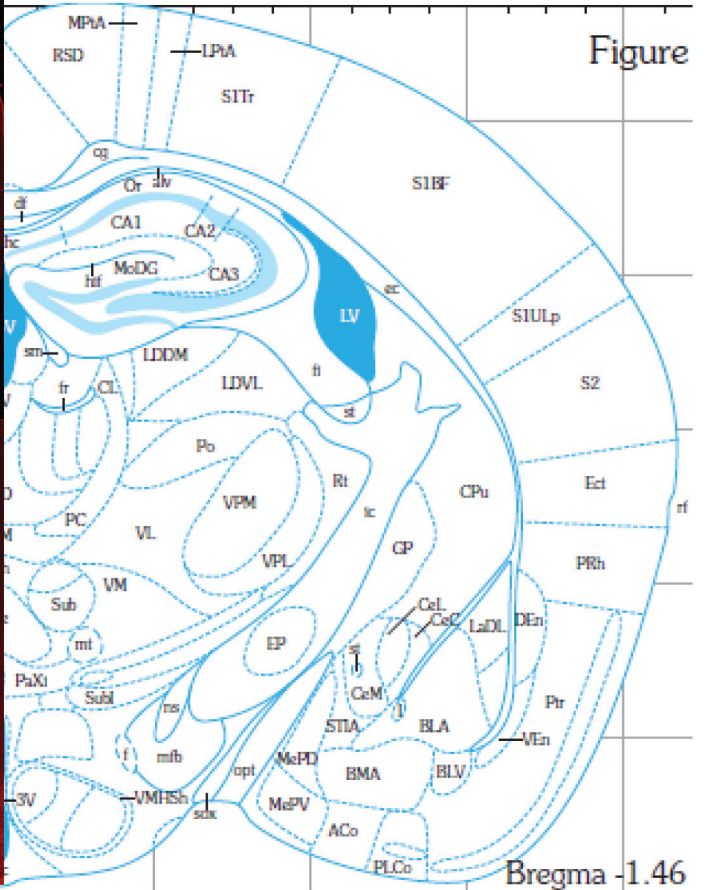 MPtA
RSD
LPtA
Figure
S1Tr
cg
S1BF
Or alv
df
CA1
CA2
hc
MoDG
CA3
hif
ec
LV
S1ULp
V
sm
LDDM
fi
S2
fr
CL
LDVL
V
st
Po
Rt
Ect
CPu
VPM
rf
ic
PC
VL
GP
VPL
PRh
VM
Sub
CeL
CeC
LaDL
DEn
mt
EP
st
PaXi
CeM
SubI
Ptr
ns
I
STIA
BLA
VEn
f
mfb
MePD
opt
BMA
BLV
3V
VMHSh
MePV
sox
ACo
PLCo
Bregma -1.46